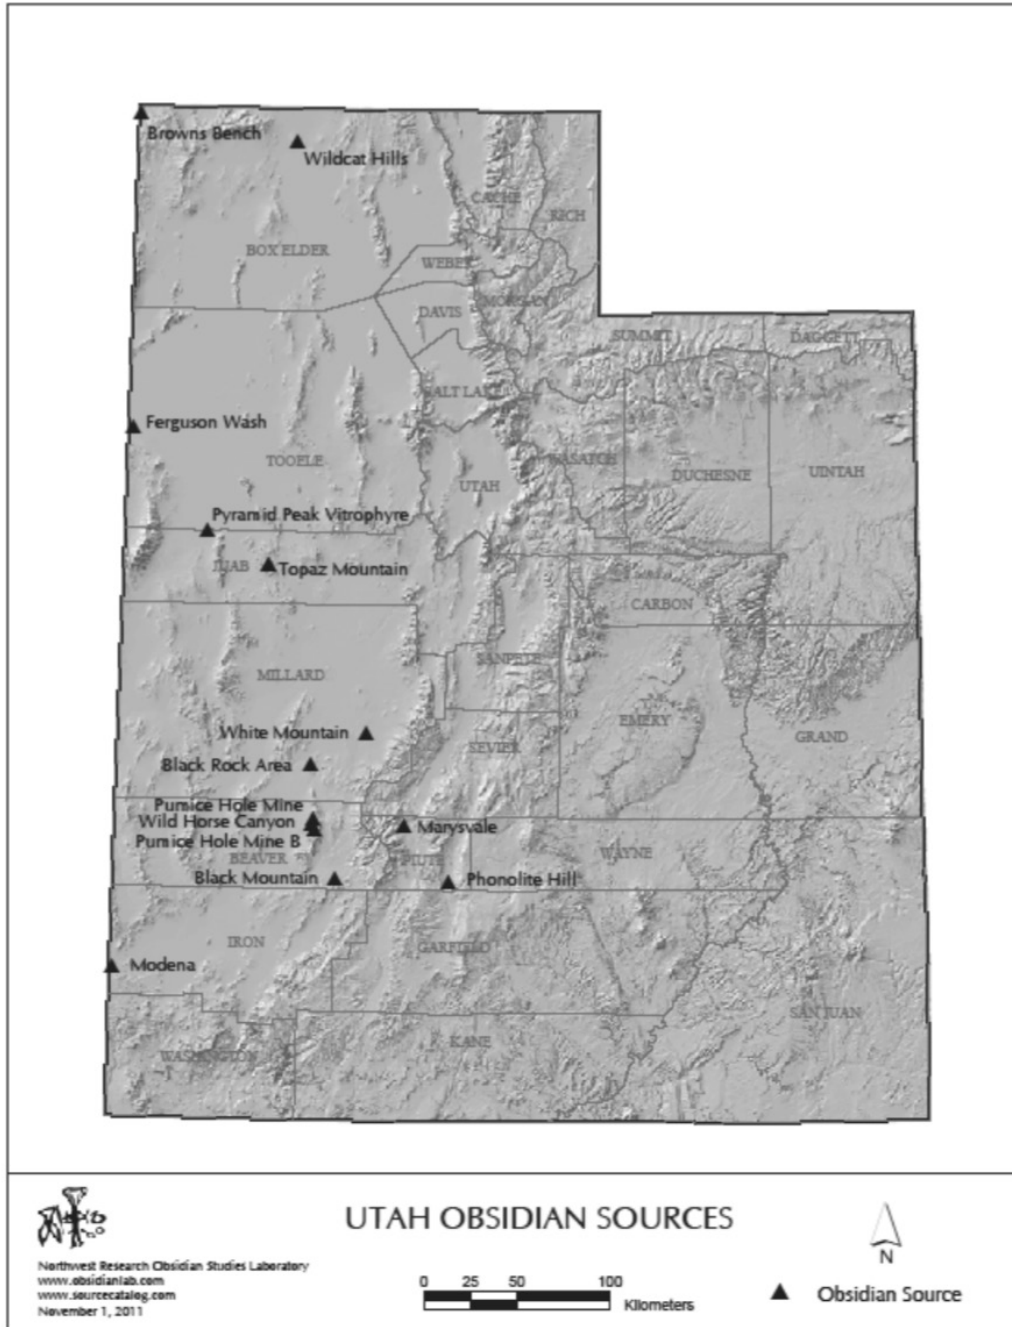 Browns Bench
Wildcat Hills
CACHE
RICH
BOX ELDER
WEBER
MORGAN
DAVIS
SUMMIT
DAGGETT
SALT LAKE
Ferguson Wash
TOOELE
WASATCH
UTAH
DUCHESNE
UINTAH
Pyramid Peak Vitrophyre
JUAB
Topaz Mountain
CARBON
SANPETE
MILLARD
EMERY
White Mountain
GRAND
SEVIER
Black Rock Area
Pumice Hole Mine
Wild Horse Canyon
Marysvale
Pumice Hole Mine B
BEAVER
PIUTE
WAYNE
Black Mountain
Phonolite Hill
IRON
GARFIELD
Modena
SAN JUAN
KANE
WASHINGTON
UTAH OBSIDIAN SOURCES
N
Northwest Research Obsidian Studies Laboratory
www.obsidianlab.com
www.sourcecatalog.com
November 1, 2011
0 25 50 100
Kilometers
Obsidian Source